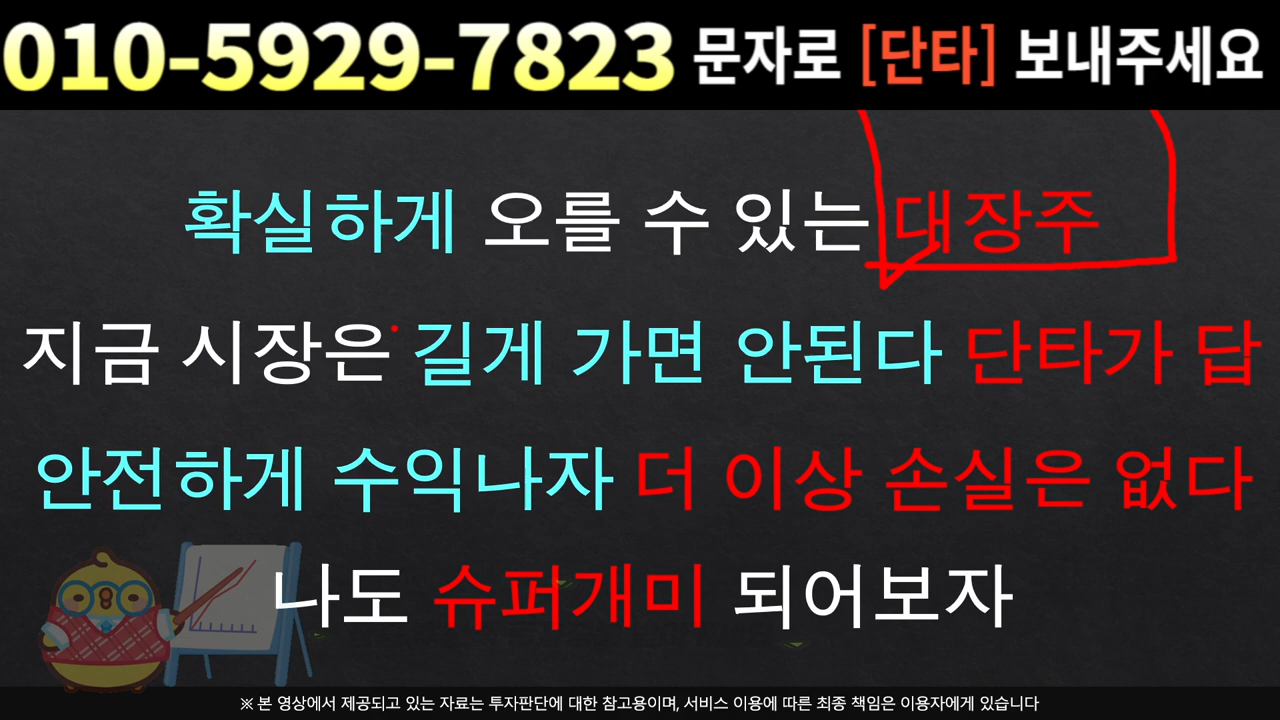 010-5929-7823 문자로 [단타] 보내주세요
확실하게 오를 수 있는 대장주
지금 시장은 길게 가면 안된다 단타가 답
안전하게 수익나자 더 이상 손실은 없다
나도 슈퍼개미 되어보자
※ 본 영상에서 제공되고 있는 자료는 투자판단에 대한 참고용이며, 서비스 이용에 따른 최종 책임은 이용자에게 있습니다